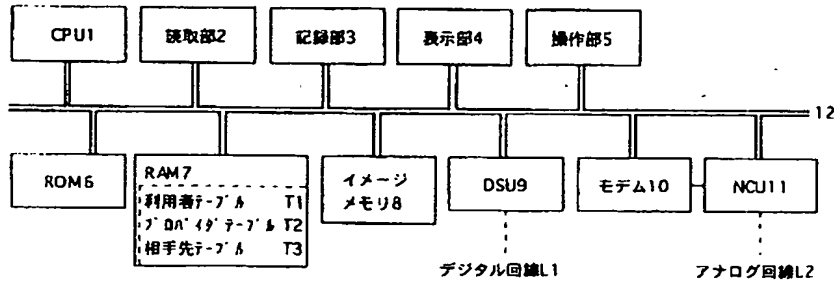 CPU1
読取部2
記録部3
表示部4
操作部5
12
ROM6
RAM7
利用者テーブル T1
プロバイダテーブル T2
相手先テーブル T3
イメージ
メモリ8
DSU9
モデム10
NCU11
デジタル回線L1
アナログ回線L2